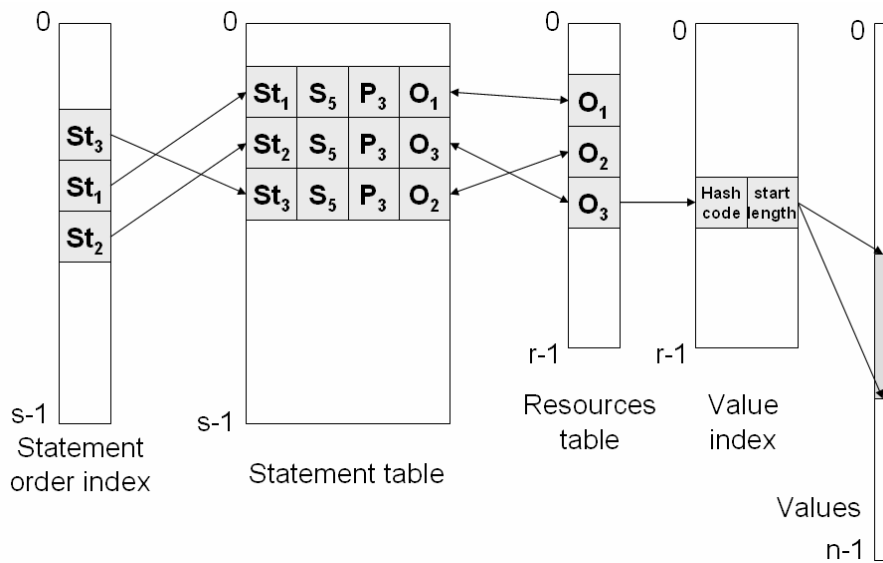 0
0
0
0
0
St₁ S₅ P₃ O₁
St₂ S₅ P₃ O₃
St₃ S₅ P₃ O₂
St₃
St₁
St₂
O₁
O₂
O₃
Hash
code
start
length
s-1
s-1
r-1
r-1
n-1
Statement
order index
Statement table
Resources
table
Value
index
Values